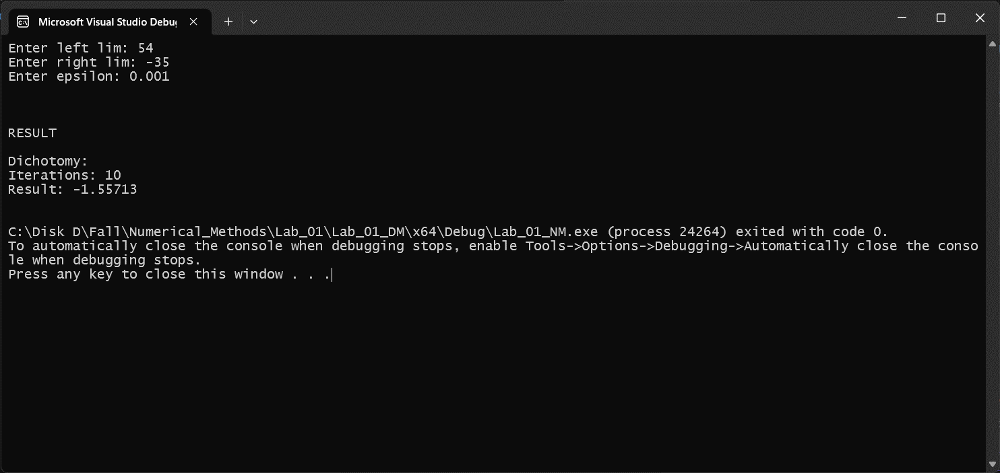 Microsoft Visual Studio Debu
Enter left lim: 54
Enter right lim: -35
Enter epsilon: 0.001
RESULT
Dichotomy:
Iterations: 10
Result: -1.55713
C:\Disk D\Fall\Numerical_Methods\Lab_01\Lab_01_DM\x64\Debug\Lab_01_NM.exe (process 24264) exited with code 0.
To automatically close the console when debugging stops, enable Tools->Options->Debugging->Automatically close the conso
le when debugging stops.
Press any key to close this window . . .